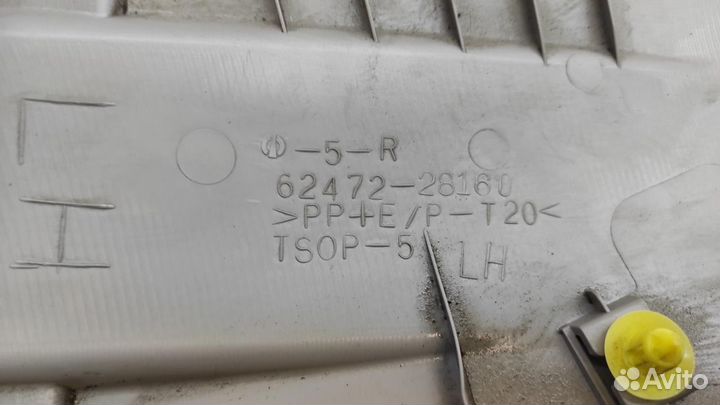 -5-R
62472-28160
>PP+E/P-T20<
TSOP-5
LH
LH
Avito